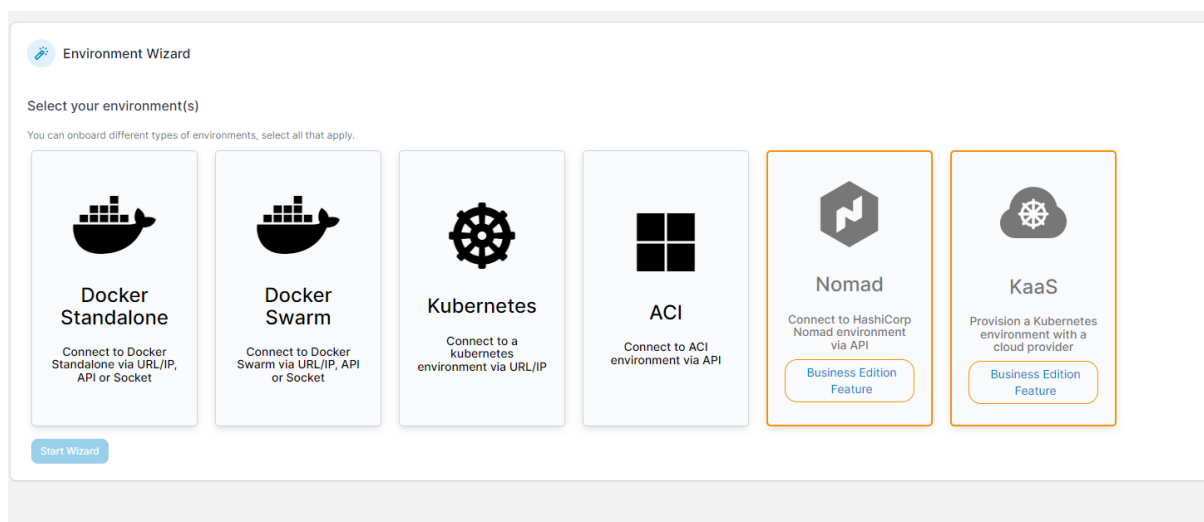 Environment Wizard
Select your environment(s)
You can onboard different types of environments, select all that apply.
Docker
Standalone
Connect to Docker
Standalone via URL/IP,
API or Socket
Docker
Swarm
Connect to Docker
Swarm via URL/IP, API
or Socket
Kubernetes
Connect to a
kubernetes
environment via URL/IP
ACI
Connect to ACI
environment via API
Nomad
Connect to HashiCorp
Nomad environment
via API
Business Edition
Feature
KaaS
Provision a Kubernetes
environment with a
cloud provider
Business Edition
Feature
Start Wizard